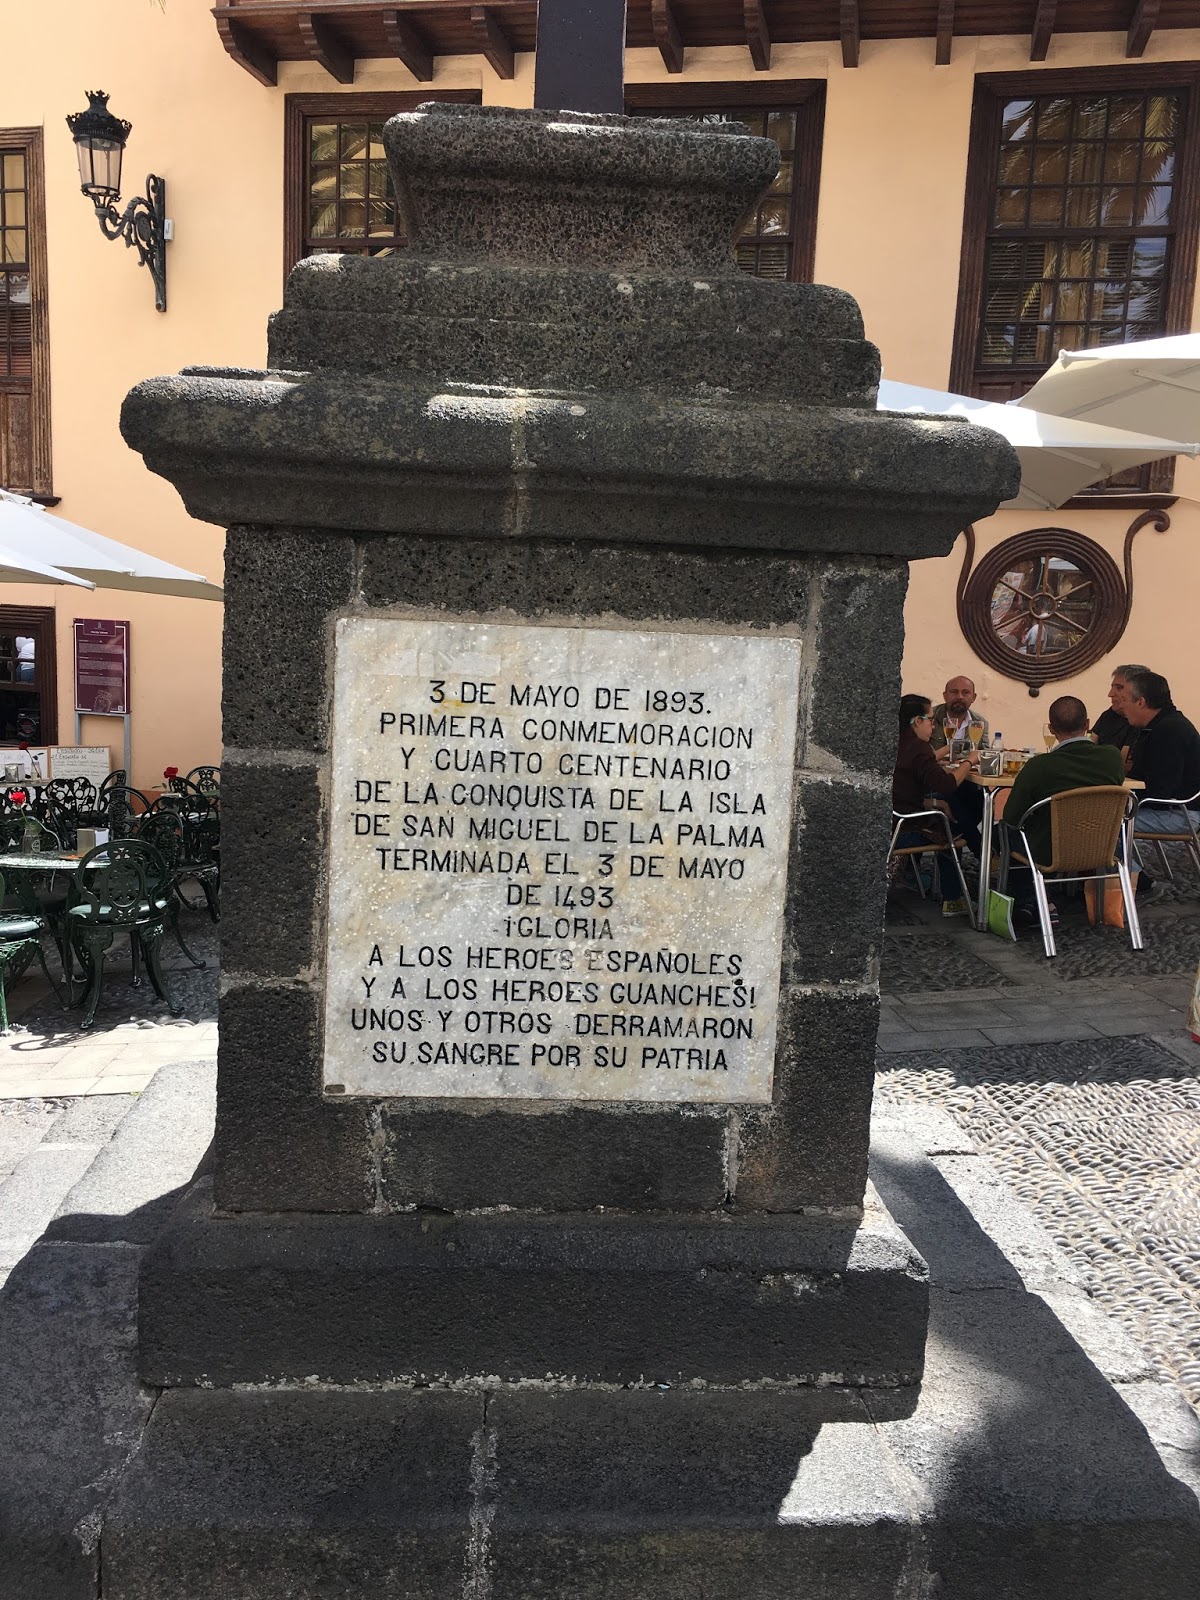 3 DE MAYO DE 1893.
PRIMERA CONMEMORACION
Y CUARTO CENTENARIO
DE LA CONQUISTA DE LA ISLA
DE SAN MIGUEL DE LA PALMA
TERMINADA EL 3 DE MAYO
DE 1493
¡GLORIA
A LOS HEROES ESPAÑOLES
Y A LOS HEROES GUANCHES!
UNOS Y OTROS DERRAMARON
SU SANGRE POR SU PATRIA